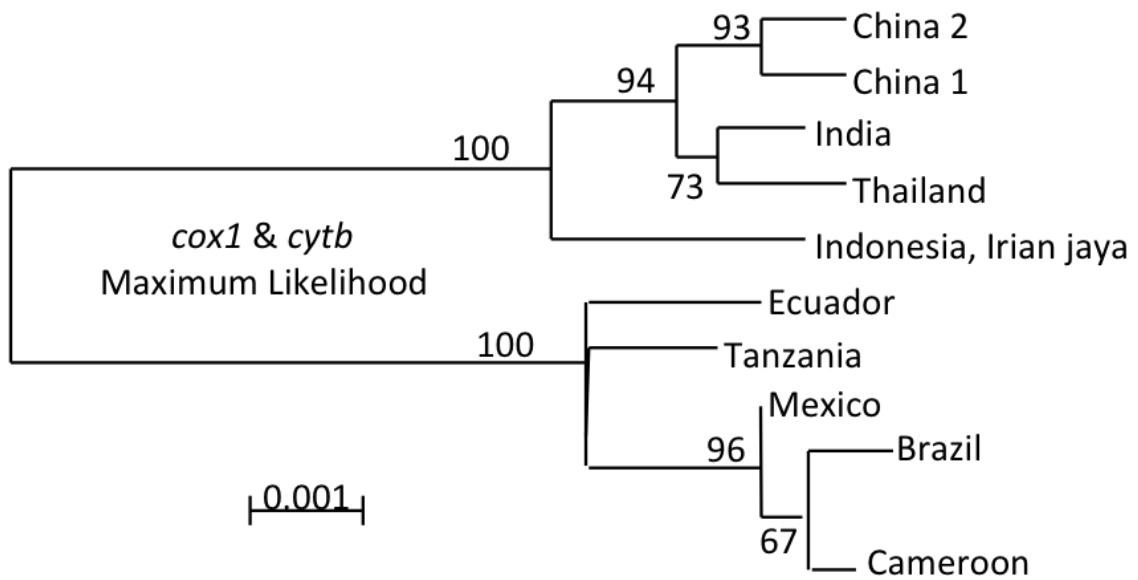 93
China 2
China 1
94
India
100
73
Thailand
cox1 & cytb
Maximum Likelihood
Indonesia, Irian jaya
Ecuador
100
Tanzania
Mexico
96
Brazil
0.001
67
Cameroon